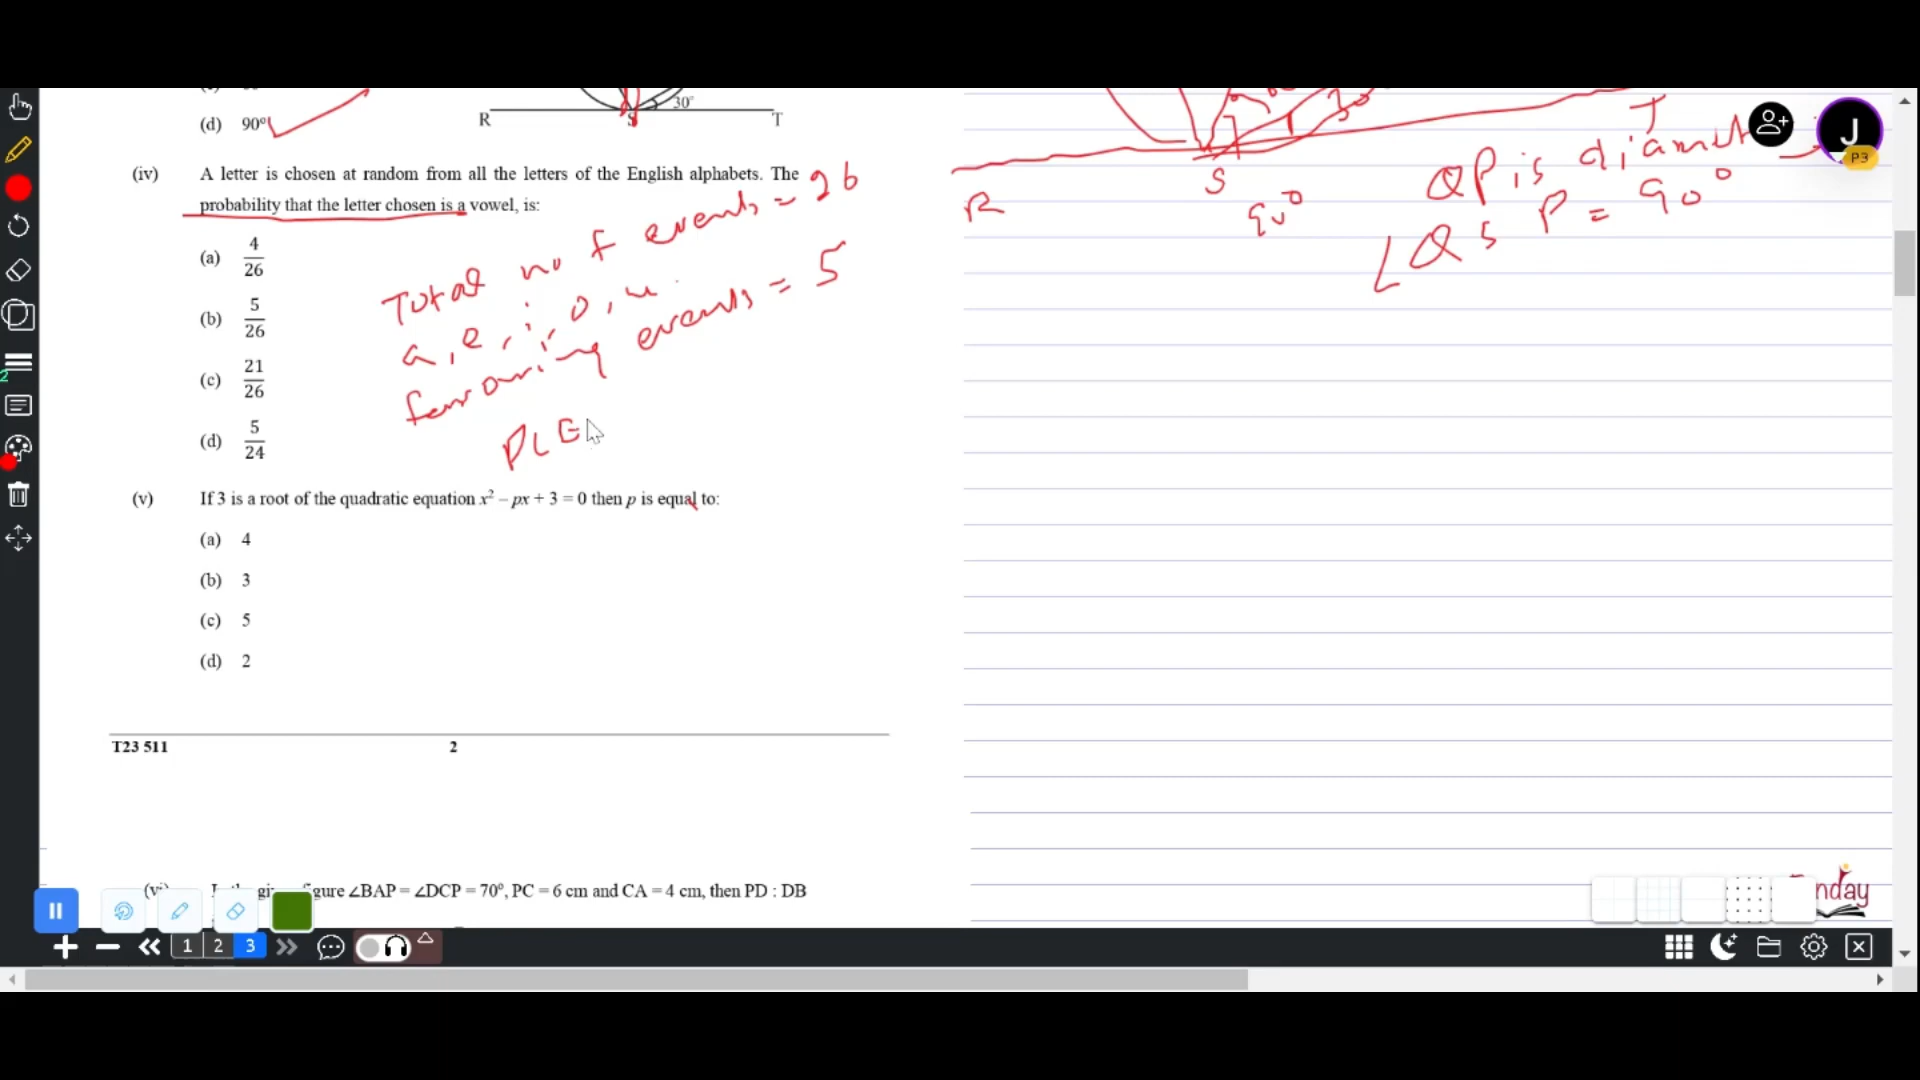 (d) 90°
R S T
30°
(iv) A letter is chosen at random from all the letters of the English alphabets. The
probability that the letter chosen is a vowel, is:
(a) 4/26
(b) 5/26
(c) 21/26
(d) 5/24
Total no f events = 26
a, e, i, o, u
favouring events = 5
P(E
(v) If 3 is a root of the quadratic equation x² – px + 3 = 0 then p is equal to:
(a) 4
(b) 3
(c) 5
(d) 2
T23 511 2
gure ∠BAP = ∠DCP = 70°, PC = 6 cm and CA = 4 cm, then PD : DB
R S T
90°
QP is diamet
∠QSP = 90°
J
P3
2
1 2 3